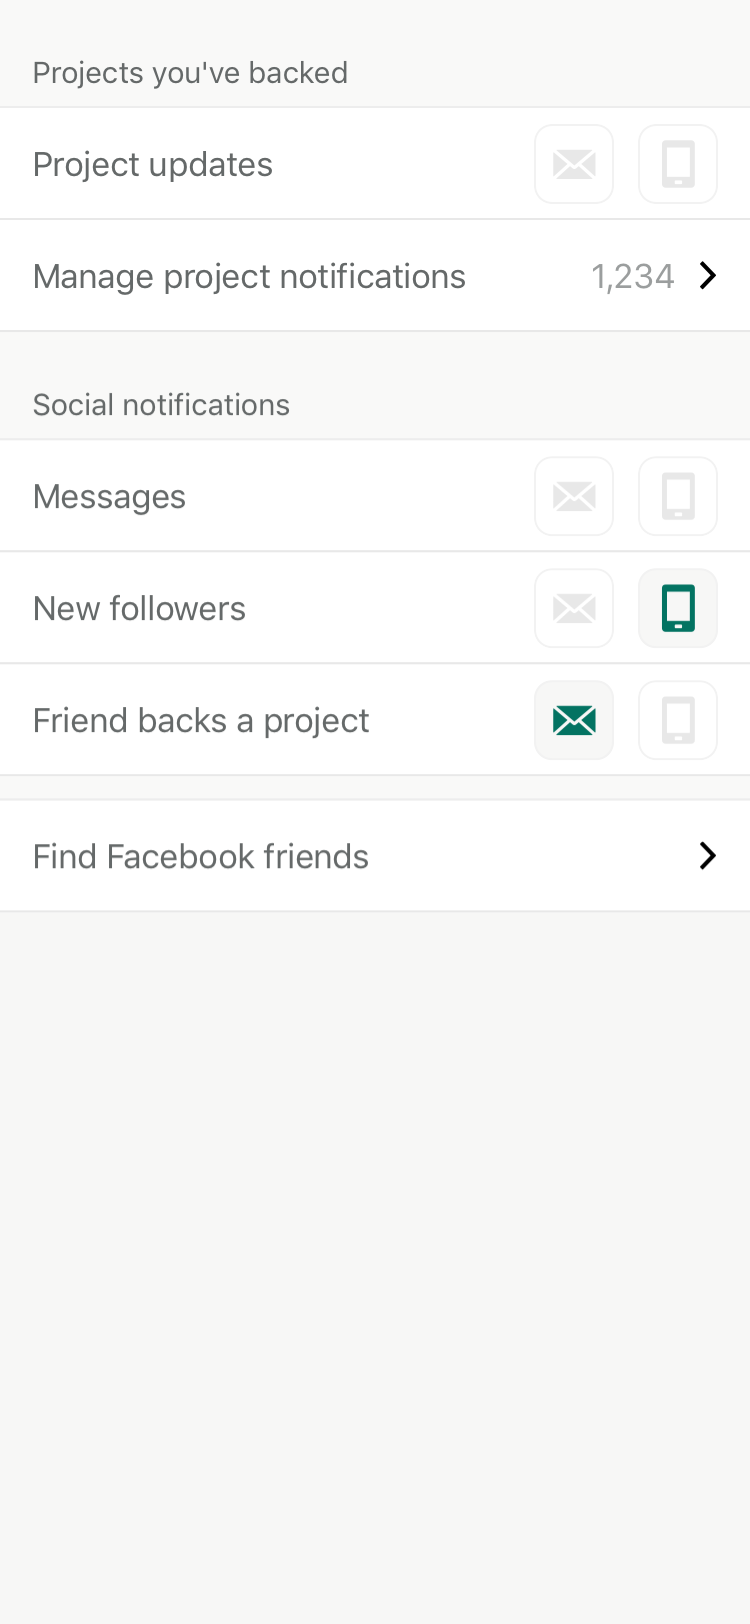 Projects you've backed
Project updates
Manage project notifications 1,234
Social notifications
Messages
New followers
Friend backs a project
Find Facebook friends